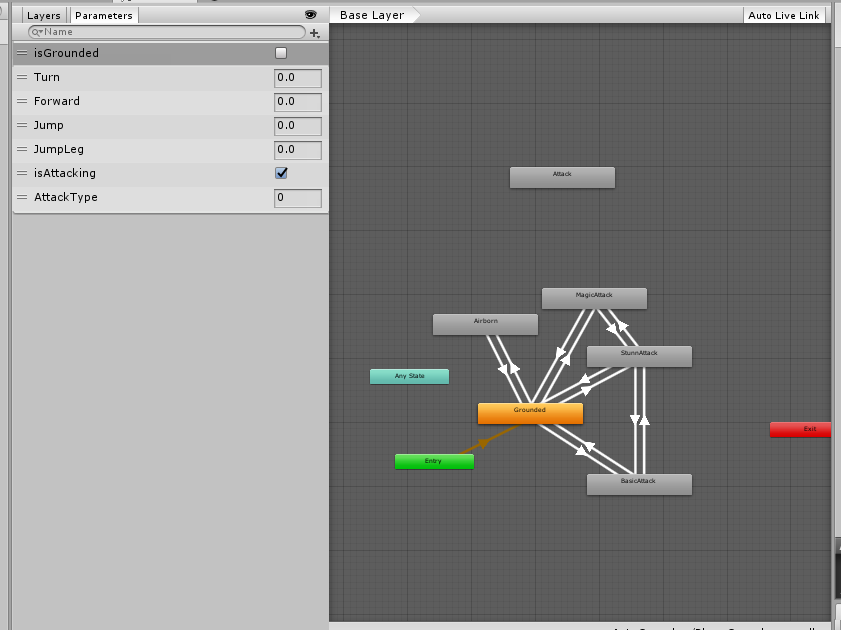 Layers Parameters
Name
isGrounded
Turn 0.0
Forward 0.0
Jump 0.0
JumpLeg 0.0
isAttacking
AttackType 0
Base Layer Auto Live Link
Attack
MagicAttack
Airborn
StunnAttack
Any State
Grounded
Exit
Entry
BasicAttack